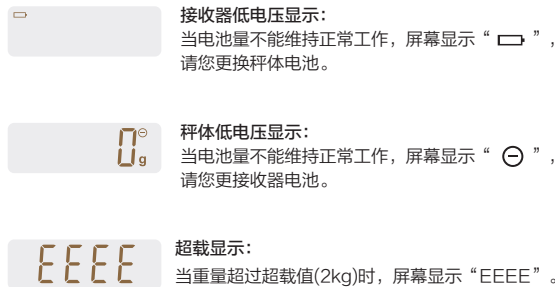 接收器低电压显示：
当电池量不能维持正常工作，屏幕显示“ ”，
请您更换秤体电池。
0g
秤体低电压显示：
当电池量不能维持正常工作，屏幕显示“⊖”，
请您更接收器电池。
EEEE
超载显示：
当重量超过超载值(2kg)时，屏幕显示“EEEE”。